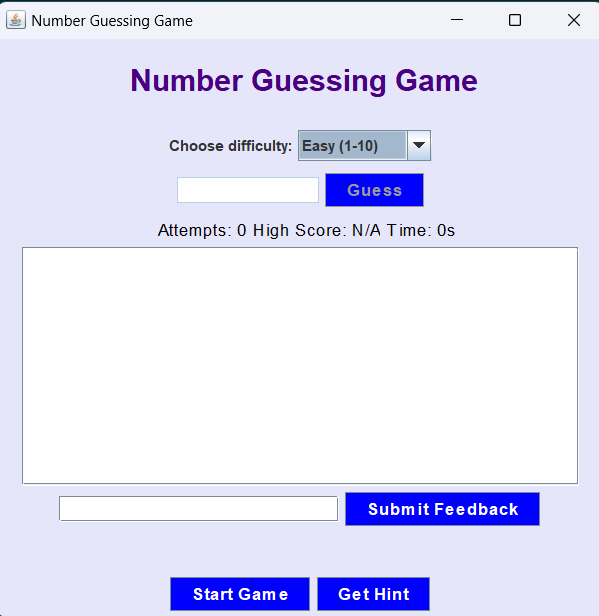 Number Guessing Game
Number Guessing Game
Choose difficulty: Easy (1-10)
Guess
Attempts: 0 High Score: N/A Time: 0s
Submit Feedback
Start Game Get Hint